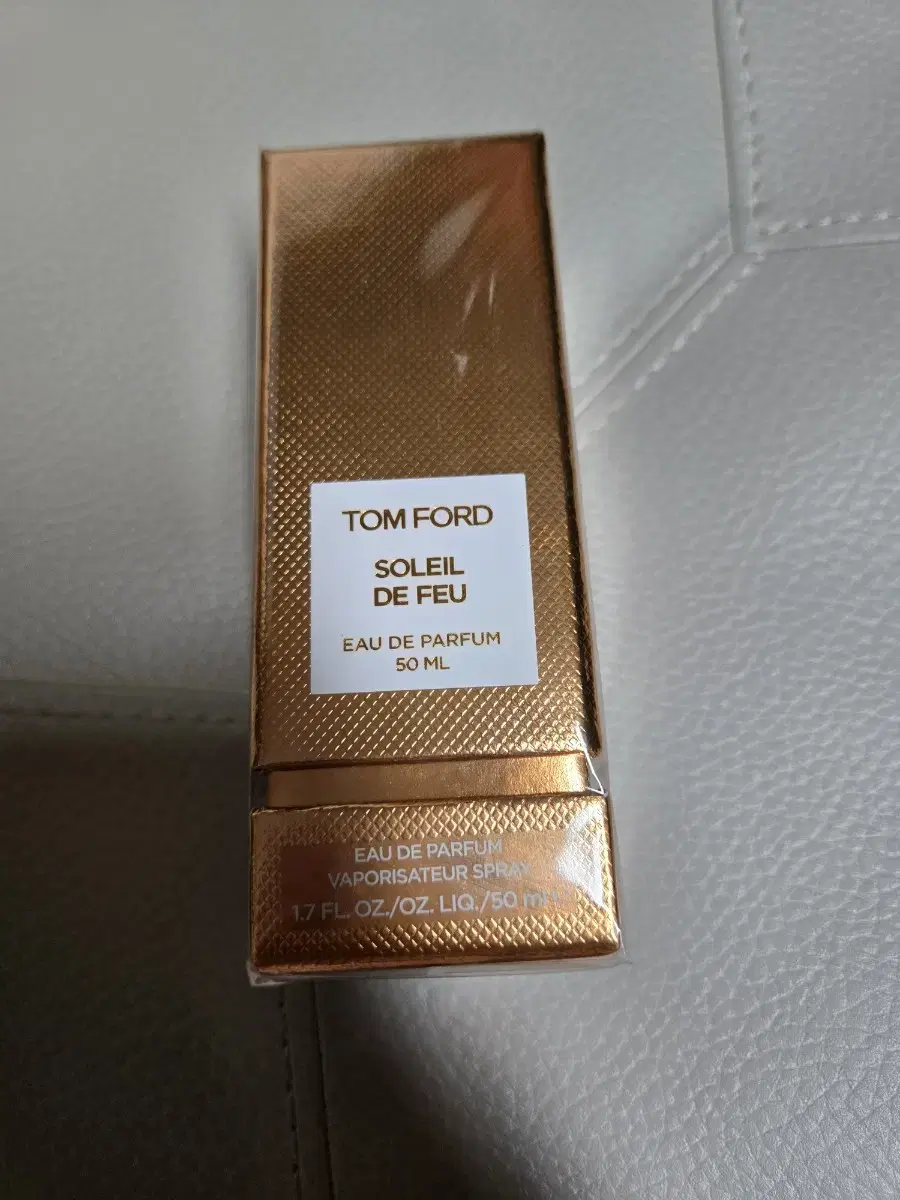 TOM FORD
SOLEIL
DE FEU
EAU DE PARFUM
50 ML
EAU DE PARFUM
VAPORISATEUR SPRAY
1.7 FL. OZ./OZ. LIQ./50 ml